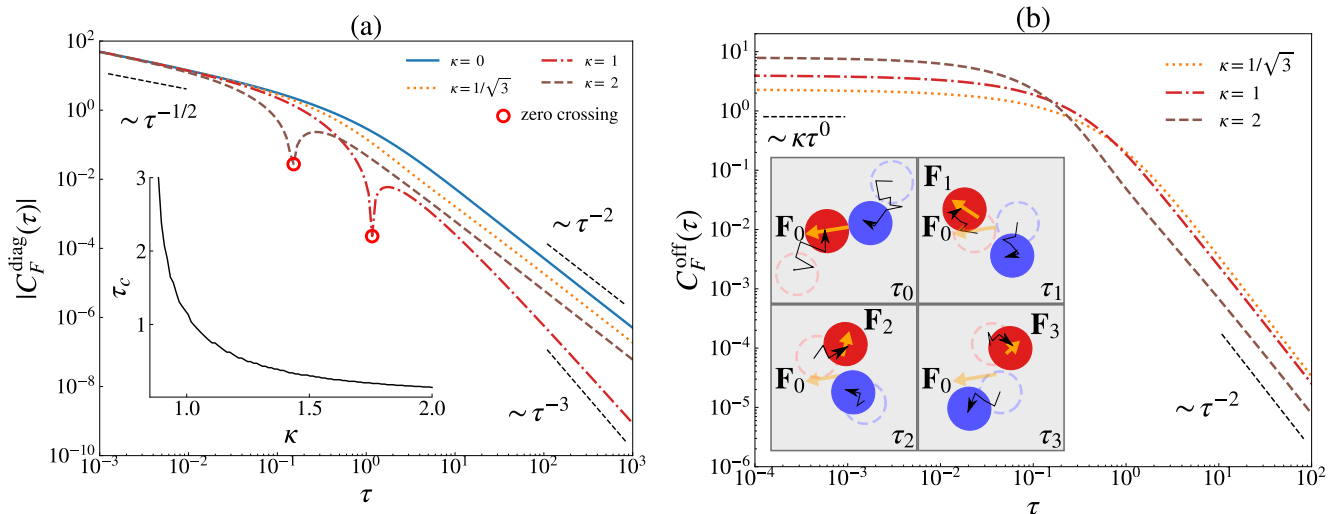 (a)
|C_F^diag(τ)|
10^2
10^0
10^−2
10^−4
10^−6
10^−8
10^−10
κ = 0
κ = 1/√3
κ = 1
κ = 2
zero crossing
~ τ^−1/2
~ τ^−2
~ τ^−3
τ_c
3
2
1
1.0
1.5
2.0
κ
10^−3
10^−2
10^−1
10^0
10^1
10^2
10^3
τ
(b)
C_F^off(τ)
10^1
10^0
10^−1
10^−2
10^−3
10^−4
10^−5
10^−6
κ = 1/√3
κ = 1
κ = 2
~ κτ^0
F_0
τ_0
F_1
F_0
τ_1
F_2
F_0
τ_2
F_3
F_0
τ_3
~ τ^−2
10^−4
10^−3
10^−2
10^−1
10^0
10^1
10^2
τ